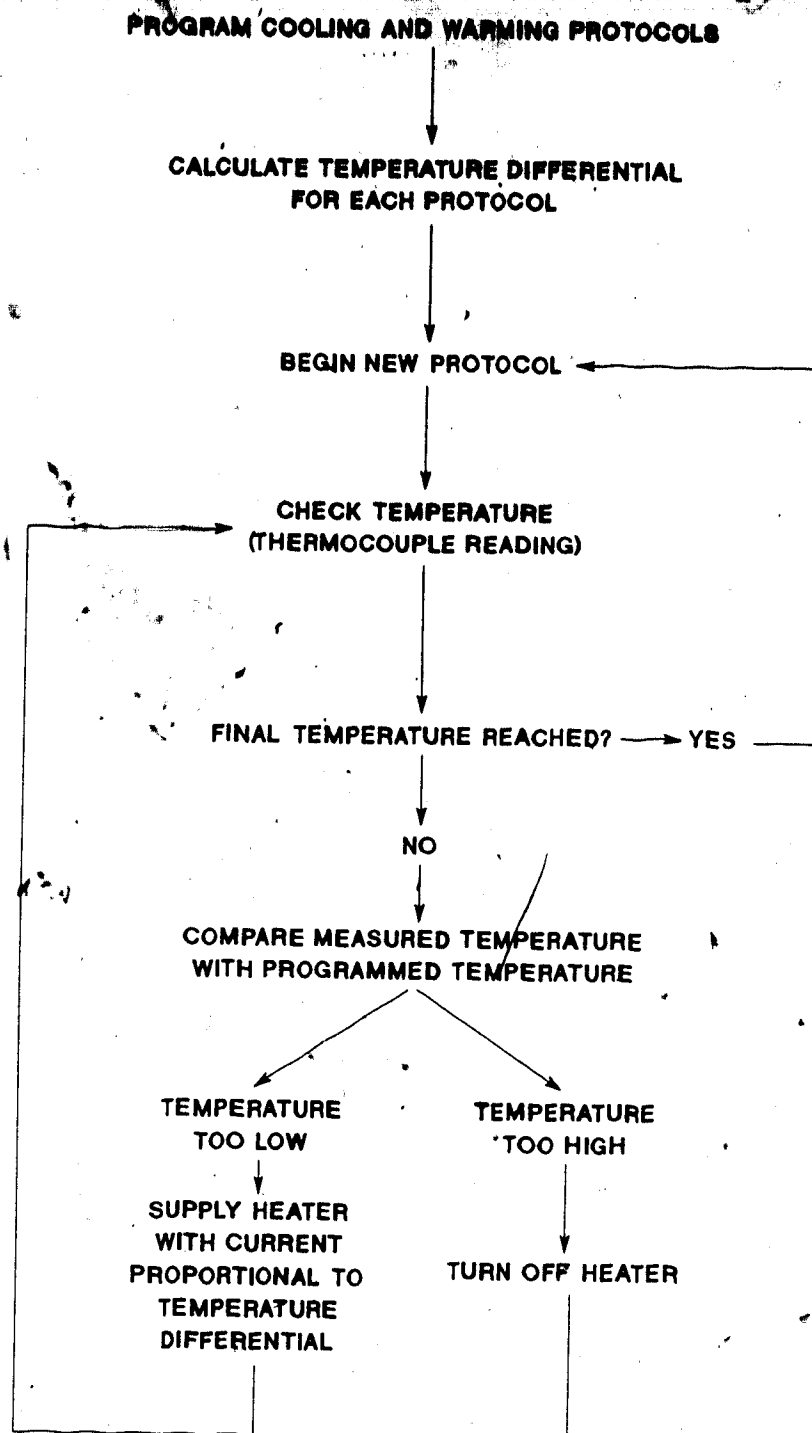 PROGRAM COOLING AND WARMING PROTOCOLS
CALCULATE TEMPERATURE DIFFERENTIAL
FOR EACH PROTOCOL
BEGIN NEW PROTOCOL
CHECK TEMPERATURE
(THERMOCOUPLE READING)
FINAL TEMPERATURE REACHED?
YES
NO
COMPARE MEASURED TEMPERATURE
WITH PROGRAMMED TEMPERATURE
TEMPERATURE
TOO LOW
TEMPERATURE
TOO HIGH
SUPPLY HEATER
WITH CURRENT
PROPORTIONAL TO
TEMPERATURE
DIFFERENTIAL
TURN OFF HEATER